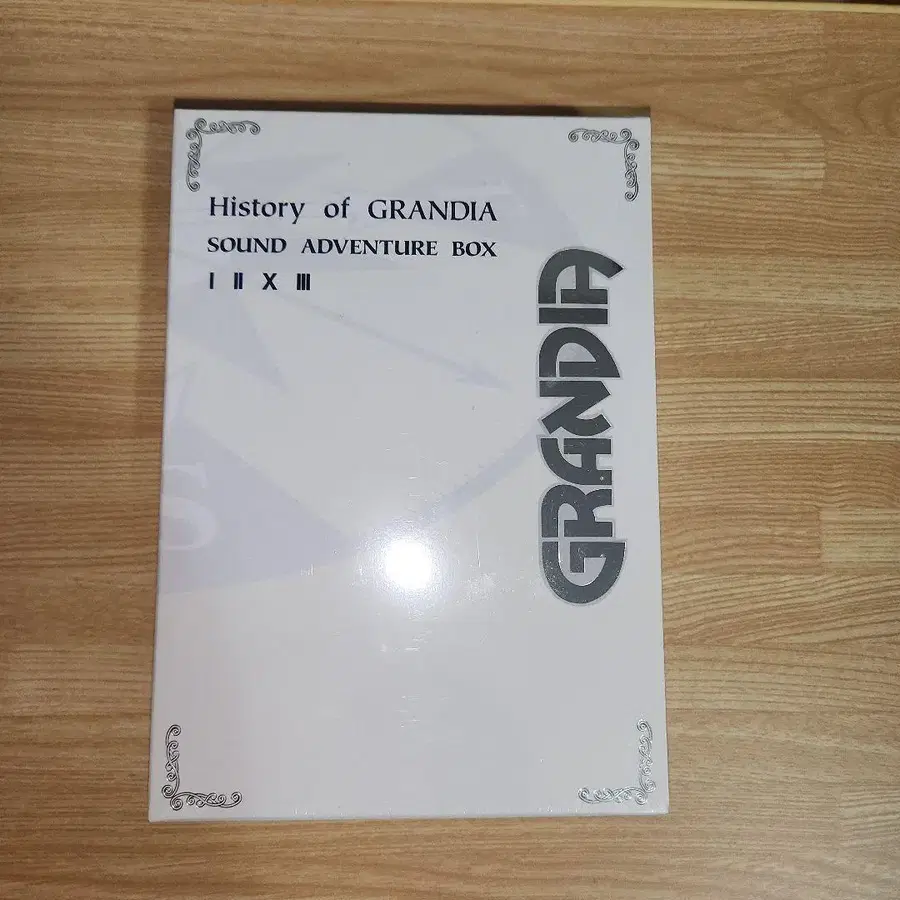 History of GRANDIA
SOUND ADVENTURE BOX
I II X III
GRANDIA
S